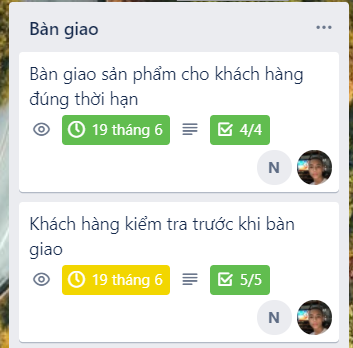 Bàn giao
Bàn giao sản phẩm cho khách hàng
đúng thời hạn
19 tháng 6 4/4
N
Khách hàng kiểm tra trước khi bàn
giao
19 tháng 6 5/5
N